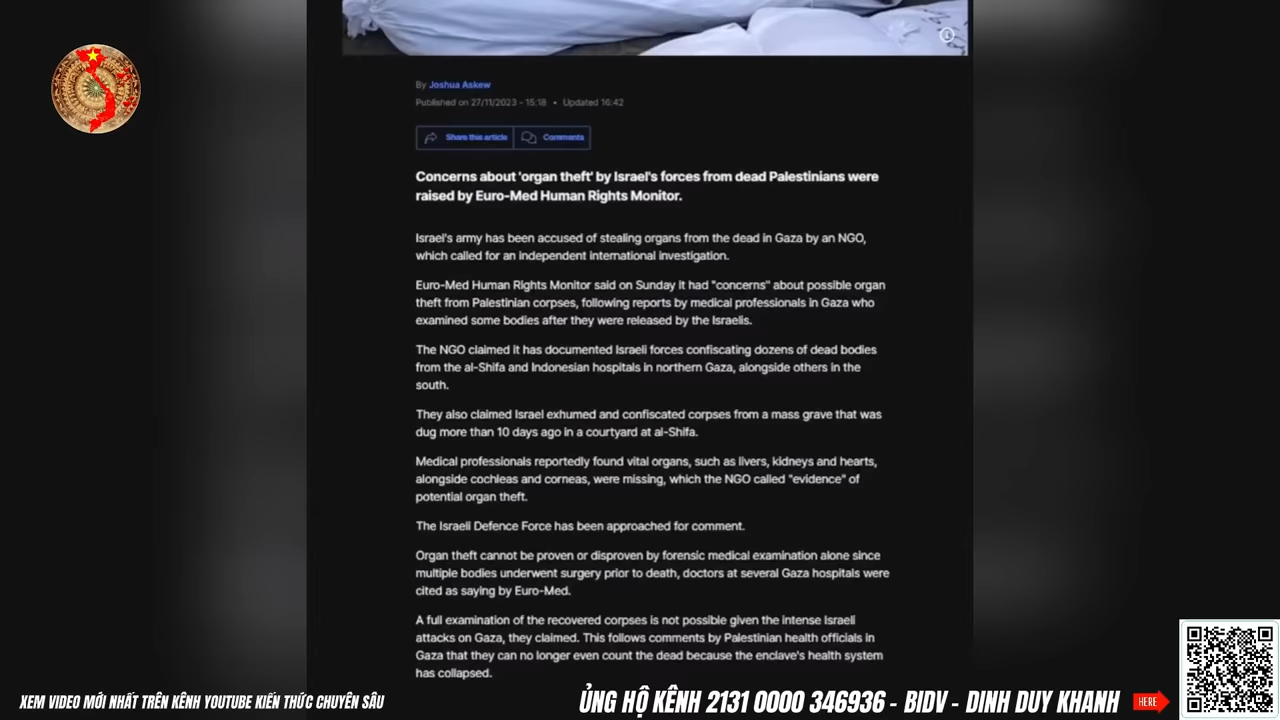 By Joshua Askew
Published on 27/11/2023 - 15:18 • Updated 16:42
Share this article Comments
Concerns about 'organ theft' by Israel's forces from dead Palestinians were
raised by Euro-Med Human Rights Monitor.
Israel's army has been accused of stealing organs from the dead in Gaza by an NGO,
which called for an independent international investigation.
Euro-Med Human Rights Monitor said on Sunday it had "concerns" about possible organ
theft from Palestinian corpses, following reports by medical professionals in Gaza who
examined some bodies after they were released by the Israelis.
The NGO claimed it has documented Israeli forces confiscating dozens of dead bodies
from the al-Shifa and Indonesian hospitals in northern Gaza, alongside others in the
south.
They also claimed Israel exhumed and confiscated corpses from a mass grave that was
dug more than 10 days ago in a courtyard at al-Shifa.
Medical professionals reportedly found vital organs, such as livers, kidneys and hearts,
alongside cochleas and corneas, were missing, which the NGO called "evidence" of
potential organ theft.
The Israeli Defence Force has been approached for comment.
Organ theft cannot be proven or disproven by forensic medical examination alone since
multiple bodies underwent surgery prior to death, doctors at several Gaza hospitals were
cited as saying by Euro-Med.
A full examination of the recovered corpses is not possible given the intense Israeli
attacks on Gaza, they claimed. This follows comments by Palestinian health officials in
Gaza that they can no longer even count the dead because the enclave's health system
has collapsed.
XEM VIDEO MỚI NHẤT TRÊN KÊNH YOUTUBE KIẾN THỨC CHUYÊN SÂU
ỦNG HỘ KÊNH 2131 0000 346936 - BIDV - DINH DUY KHANH
HERE